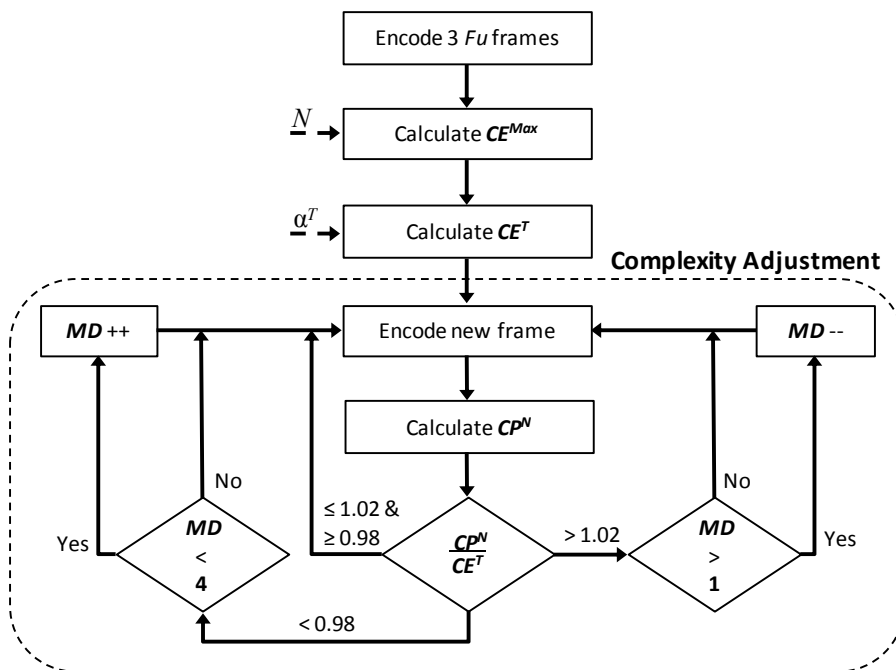 Encode 3 Fu frames
N
Calculate CE^Max
α^T
Calculate CE^T
Complexity Adjustment
MD ++
Encode new frame
MD --
Calculate CP^N
No
No
≤ 1.02 &
≥ 0.98
Yes
MD
<
4
CP^N
CE^T
> 1.02
MD
>
1
Yes
< 0.98